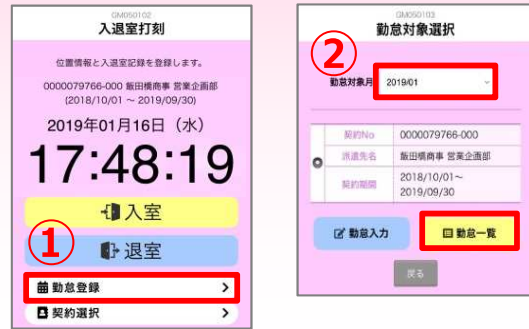 GM050102
入退室打刻
位置情報と入退室記録を登録します。
0000079766-000 飯田橋商事 営業企画部
(2018/10/01 ～ 2019/09/30)
2019年01月16日（水）
17:48:19
入室
①
退室
勤怠登録
契約選択
GM050103
勤怠対象選択
②
勤怠対象月 2019/01
契約No 0000079766-000
派遣先名 飯田橋商事 営業企画部
契約期間 2018/10/01～
2019/09/30
勤怠入力 勤怠一覧
戻る